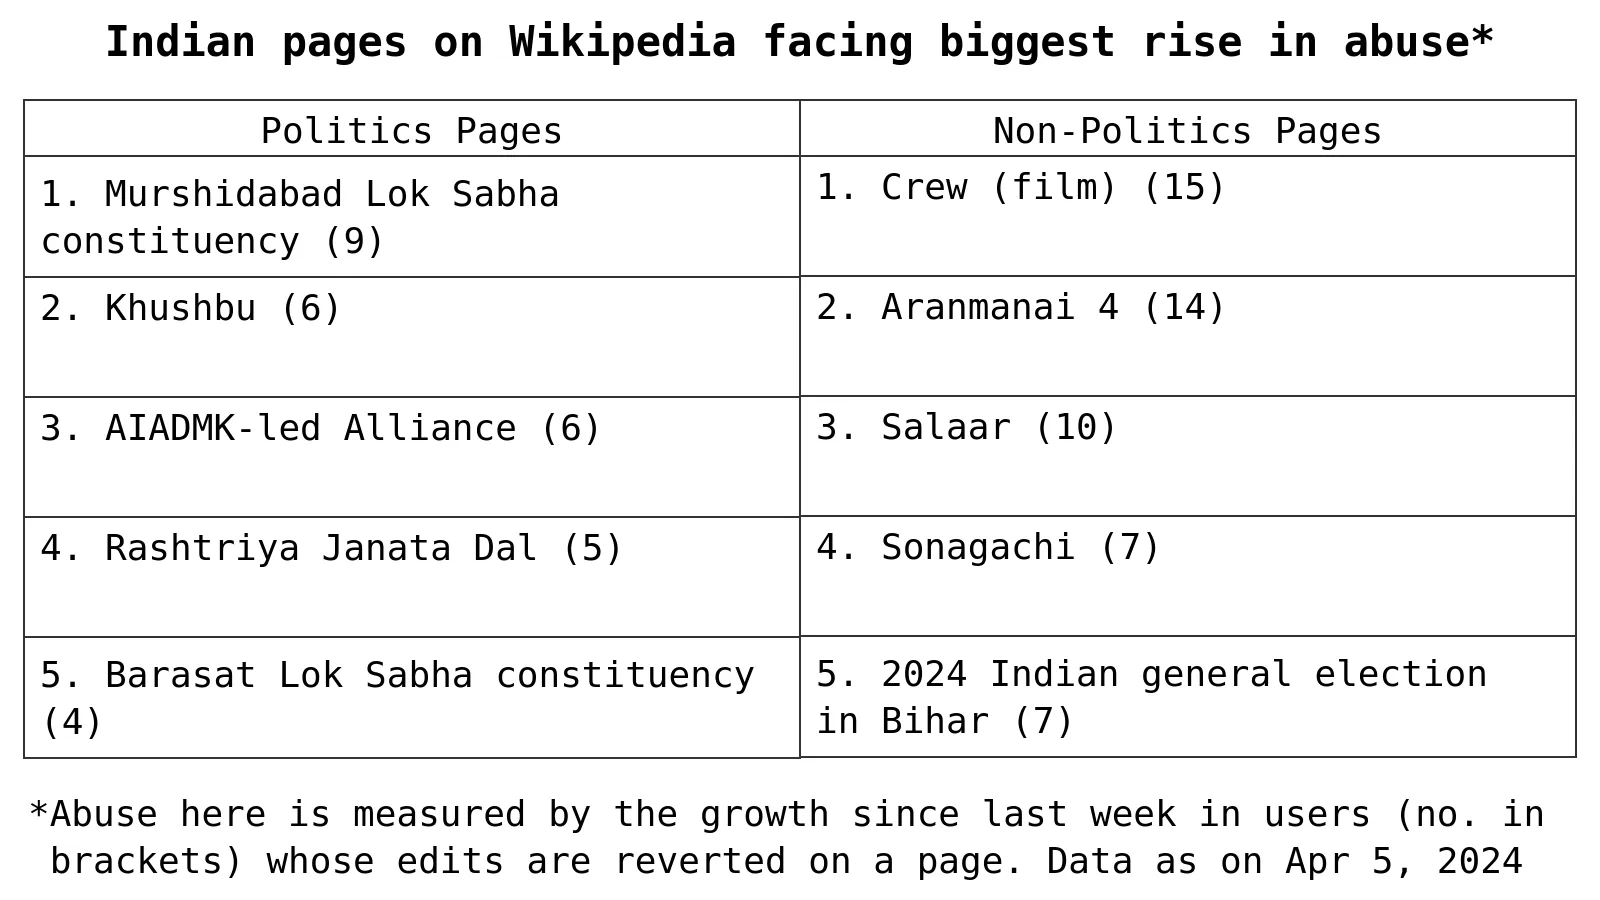 Indian pages on Wikipedia facing biggest rise in abuse*
Politics Pages
Non-Politics Pages
1. Murshidabad Lok Sabha
constituency (9)
1. Crew (film) (15)
2. Khushbu (6)
2. Aranmanai 4 (14)
3. AIADMK-led Alliance (6)
3. Salaar (10)
4. Rashtriya Janata Dal (5)
4. Sonagachi (7)
5. Barasat Lok Sabha constituency
(4)
5. 2024 Indian general election
in Bihar (7)
*Abuse here is measured by the growth since last week in users (no. in
brackets) whose edits are reverted on a page. Data as on Apr 5, 2024